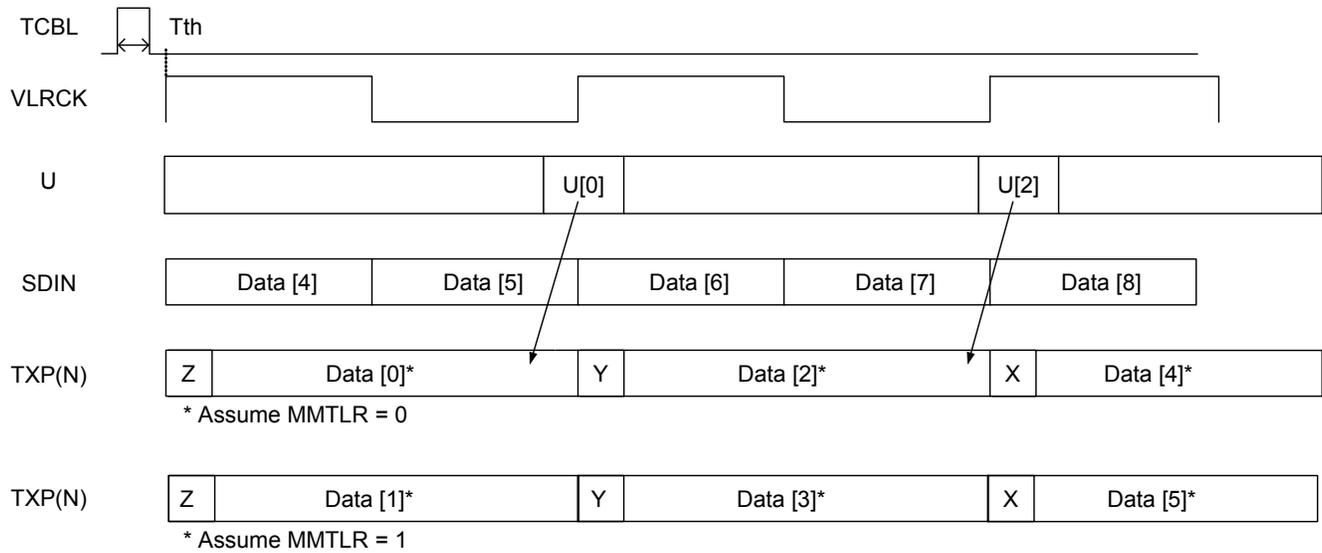 TCBL Tth
VLRCK
U U[0] U[2]
SDIN Data [4] Data [5] Data [6] Data [7] Data [8]
TXP(N) Z Data [0]* Y Data [2]* X Data [4]*
* Assume MMTLR = 0
TXP(N) Z Data [1]* Y Data [3]* X Data [5]*
* Assume MMTLR = 1